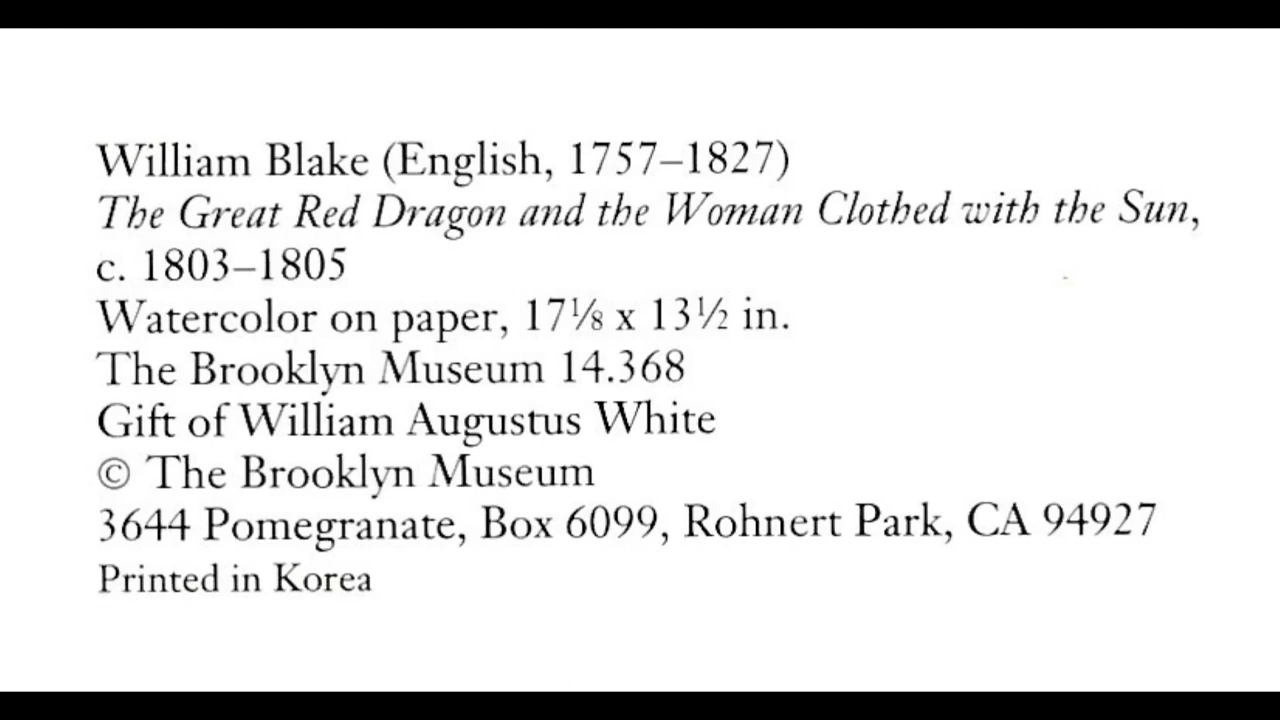 William Blake (English, 1757–1827)
The Great Red Dragon and the Woman Clothed with the Sun,
c. 1803–1805
Watercolor on paper, 17⅛ x 13½ in.
The Brooklyn Museum 14.368
Gift of William Augustus White
© The Brooklyn Museum
3644 Pomegranate, Box 6099, Rohnert Park, CA 94927
Printed in Korea